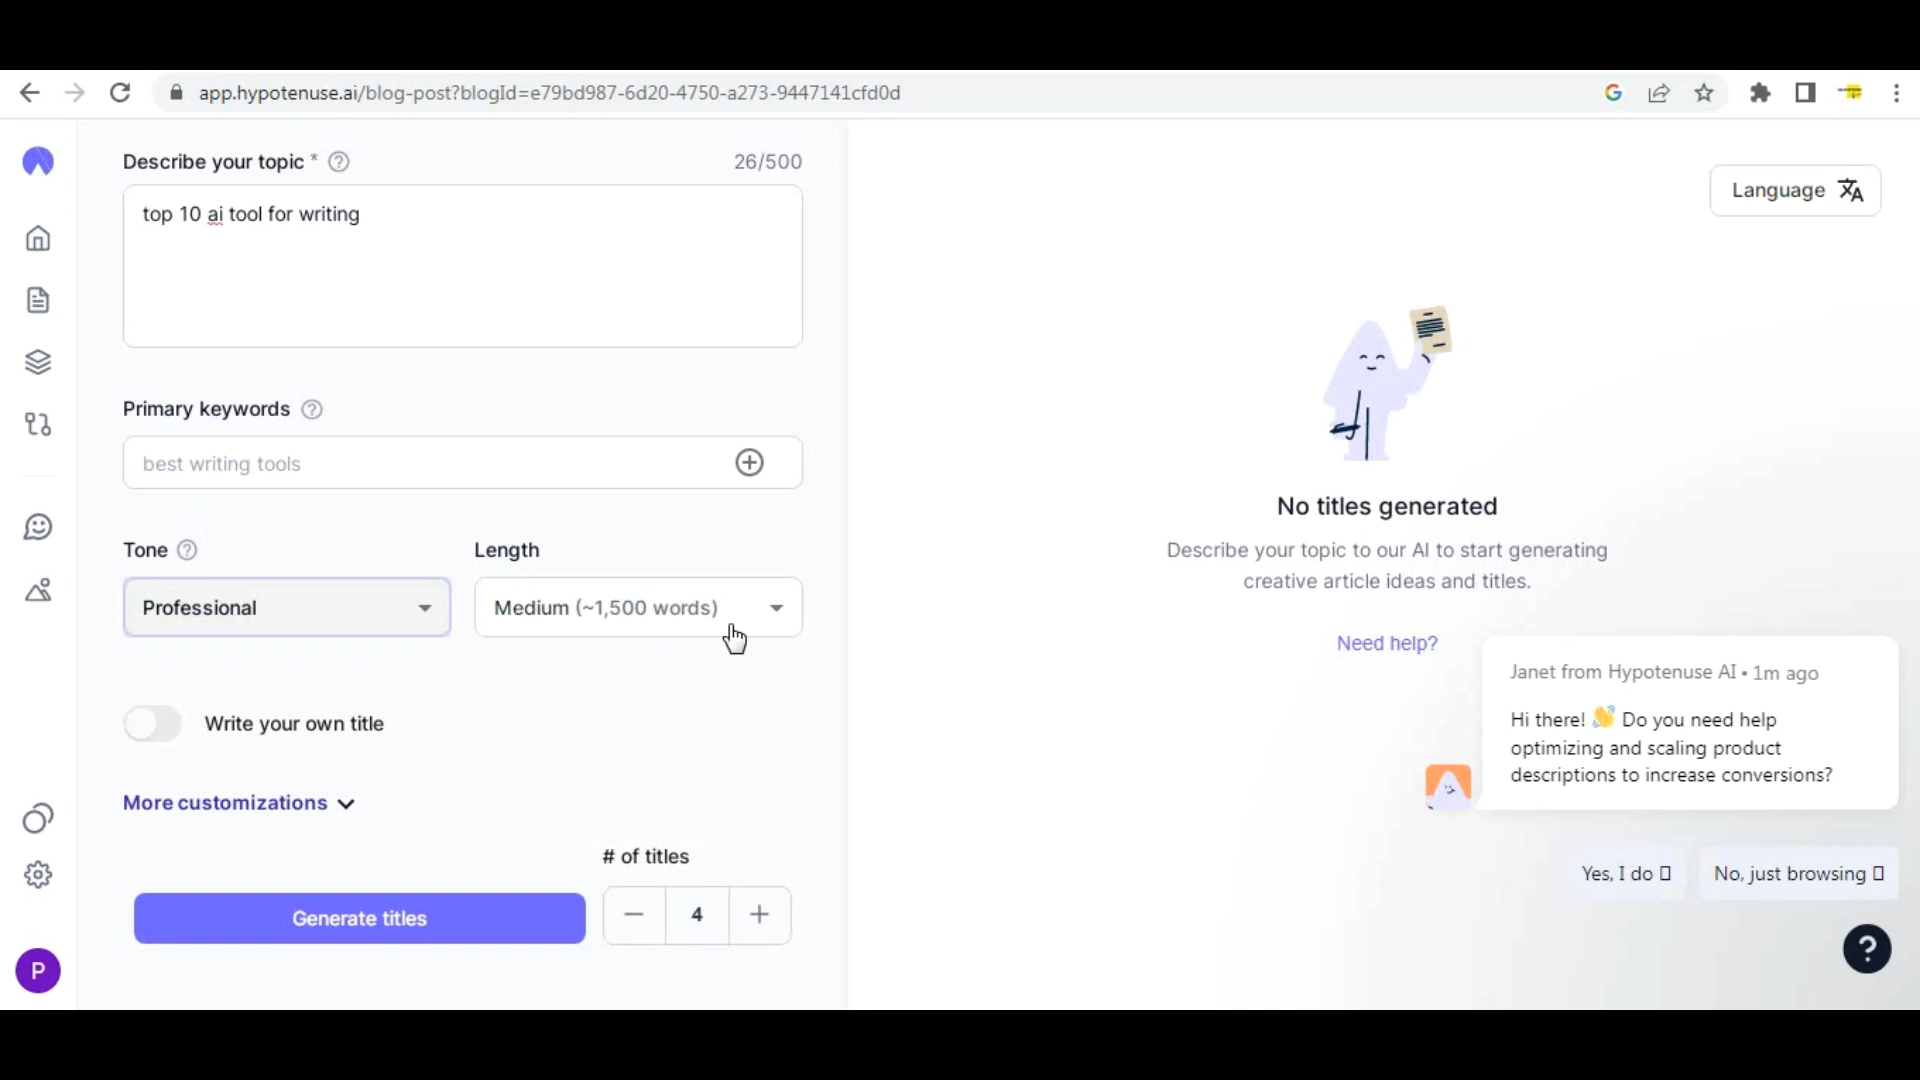 app.hypotenuse.ai/blog-post?blogId=e79bd987-6d20-4750-a273-9447141cfd0d
Describe your topic * 26/500
top 10 ai tool for writing
Primary keywords
best writing tools
Tone Length
Professional Medium (~1,500 words)
Write your own title
More customizations
# of titles
Generate titles 4
P
Language
No titles generated
Describe your topic to our AI to start generating
creative article ideas and titles.
Need help?
Janet from Hypotenuse AI • 1m ago
Hi there! 👋 Do you need help
optimizing and scaling product
descriptions to increase conversions?
Yes, I do
No, just browsing